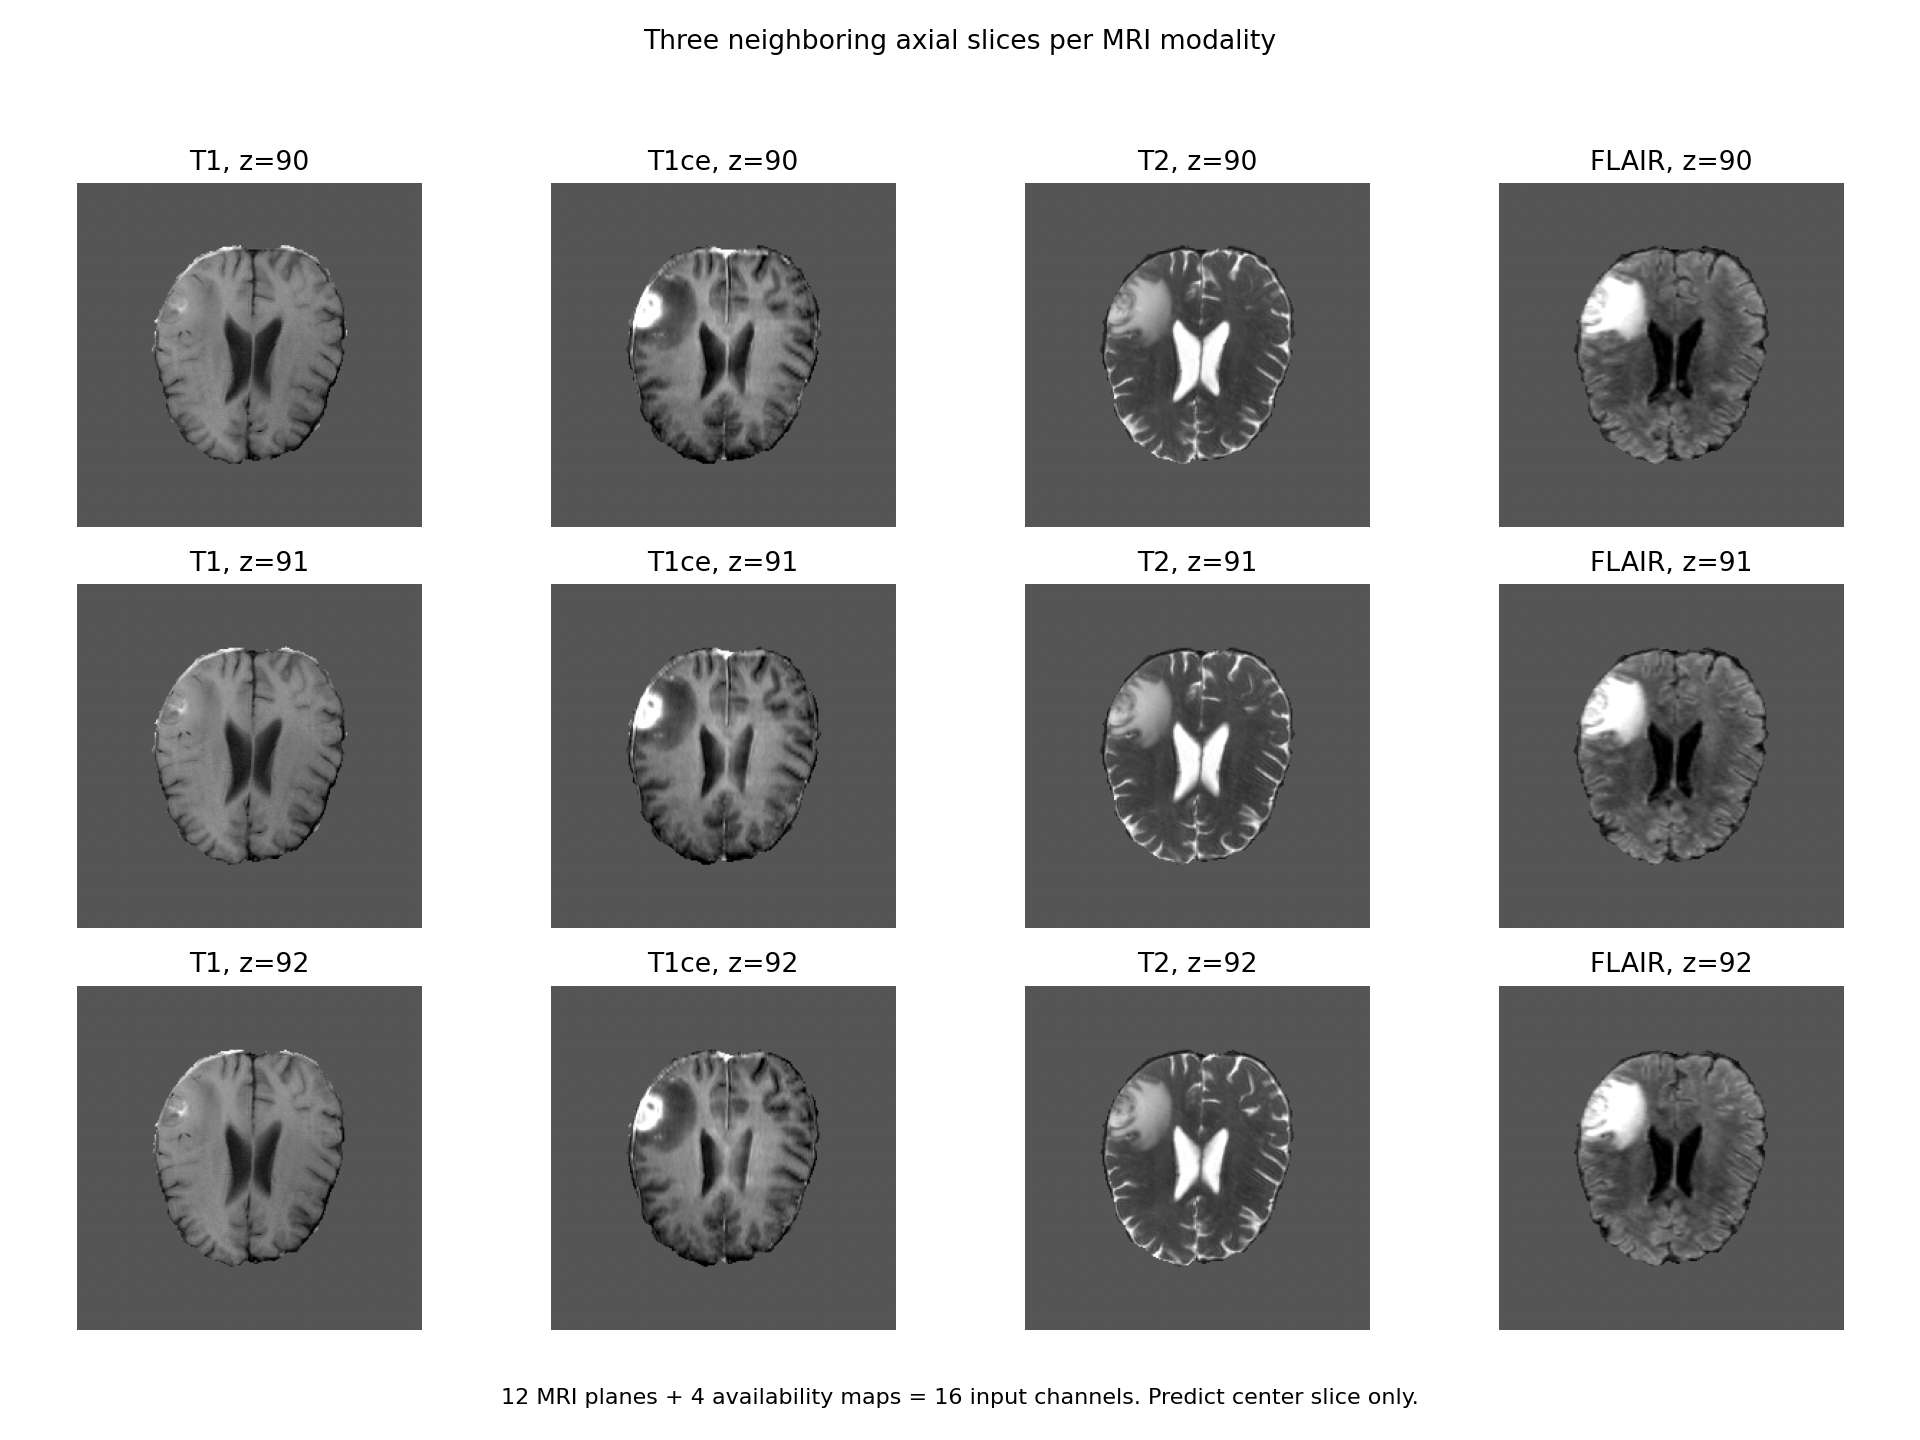 Three neighboring axial slices per MRI modality
T1, z=90
T1ce, z=90
T2, z=90
FLAIR, z=90
T1, z=91
T1ce, z=91
T2, z=91
FLAIR, z=91
T1, z=92
T1ce, z=92
T2, z=92
FLAIR, z=92
12 MRI planes + 4 availability maps = 16 input channels. Predict center slice only.